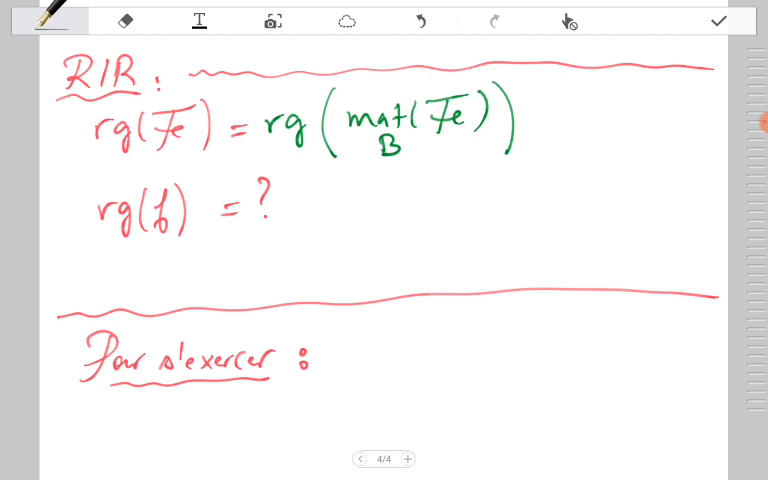 RIR :
rg(Fe) = rg ( mat(Fe) )
B
rg(f) = ?
Pour s'exercer :
4/4